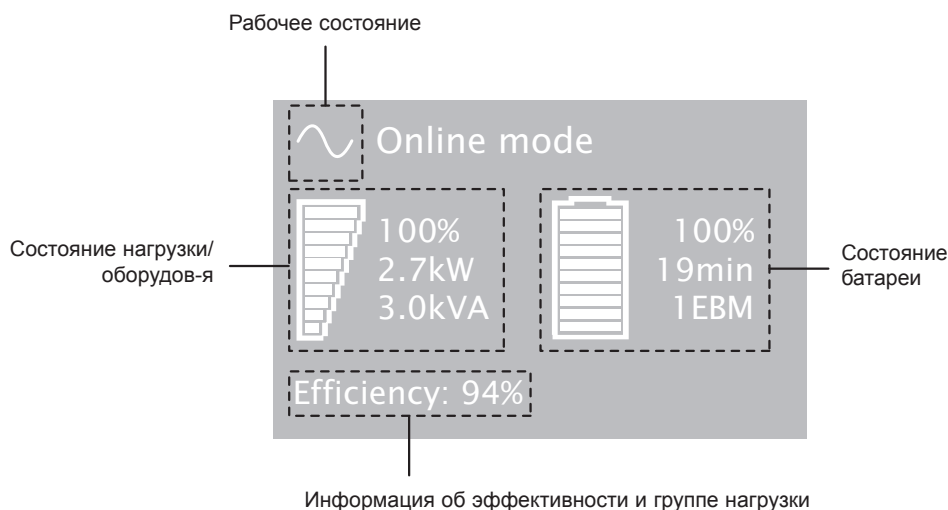 Рабочее состояние
Online mode
Состояние нагрузки/
оборудов-я
100%
2.7kW
3.0kVA
100%
19min
1EBM
Состояние
батареи
Efficiency: 94%
Информация об эффективности и группе нагрузки